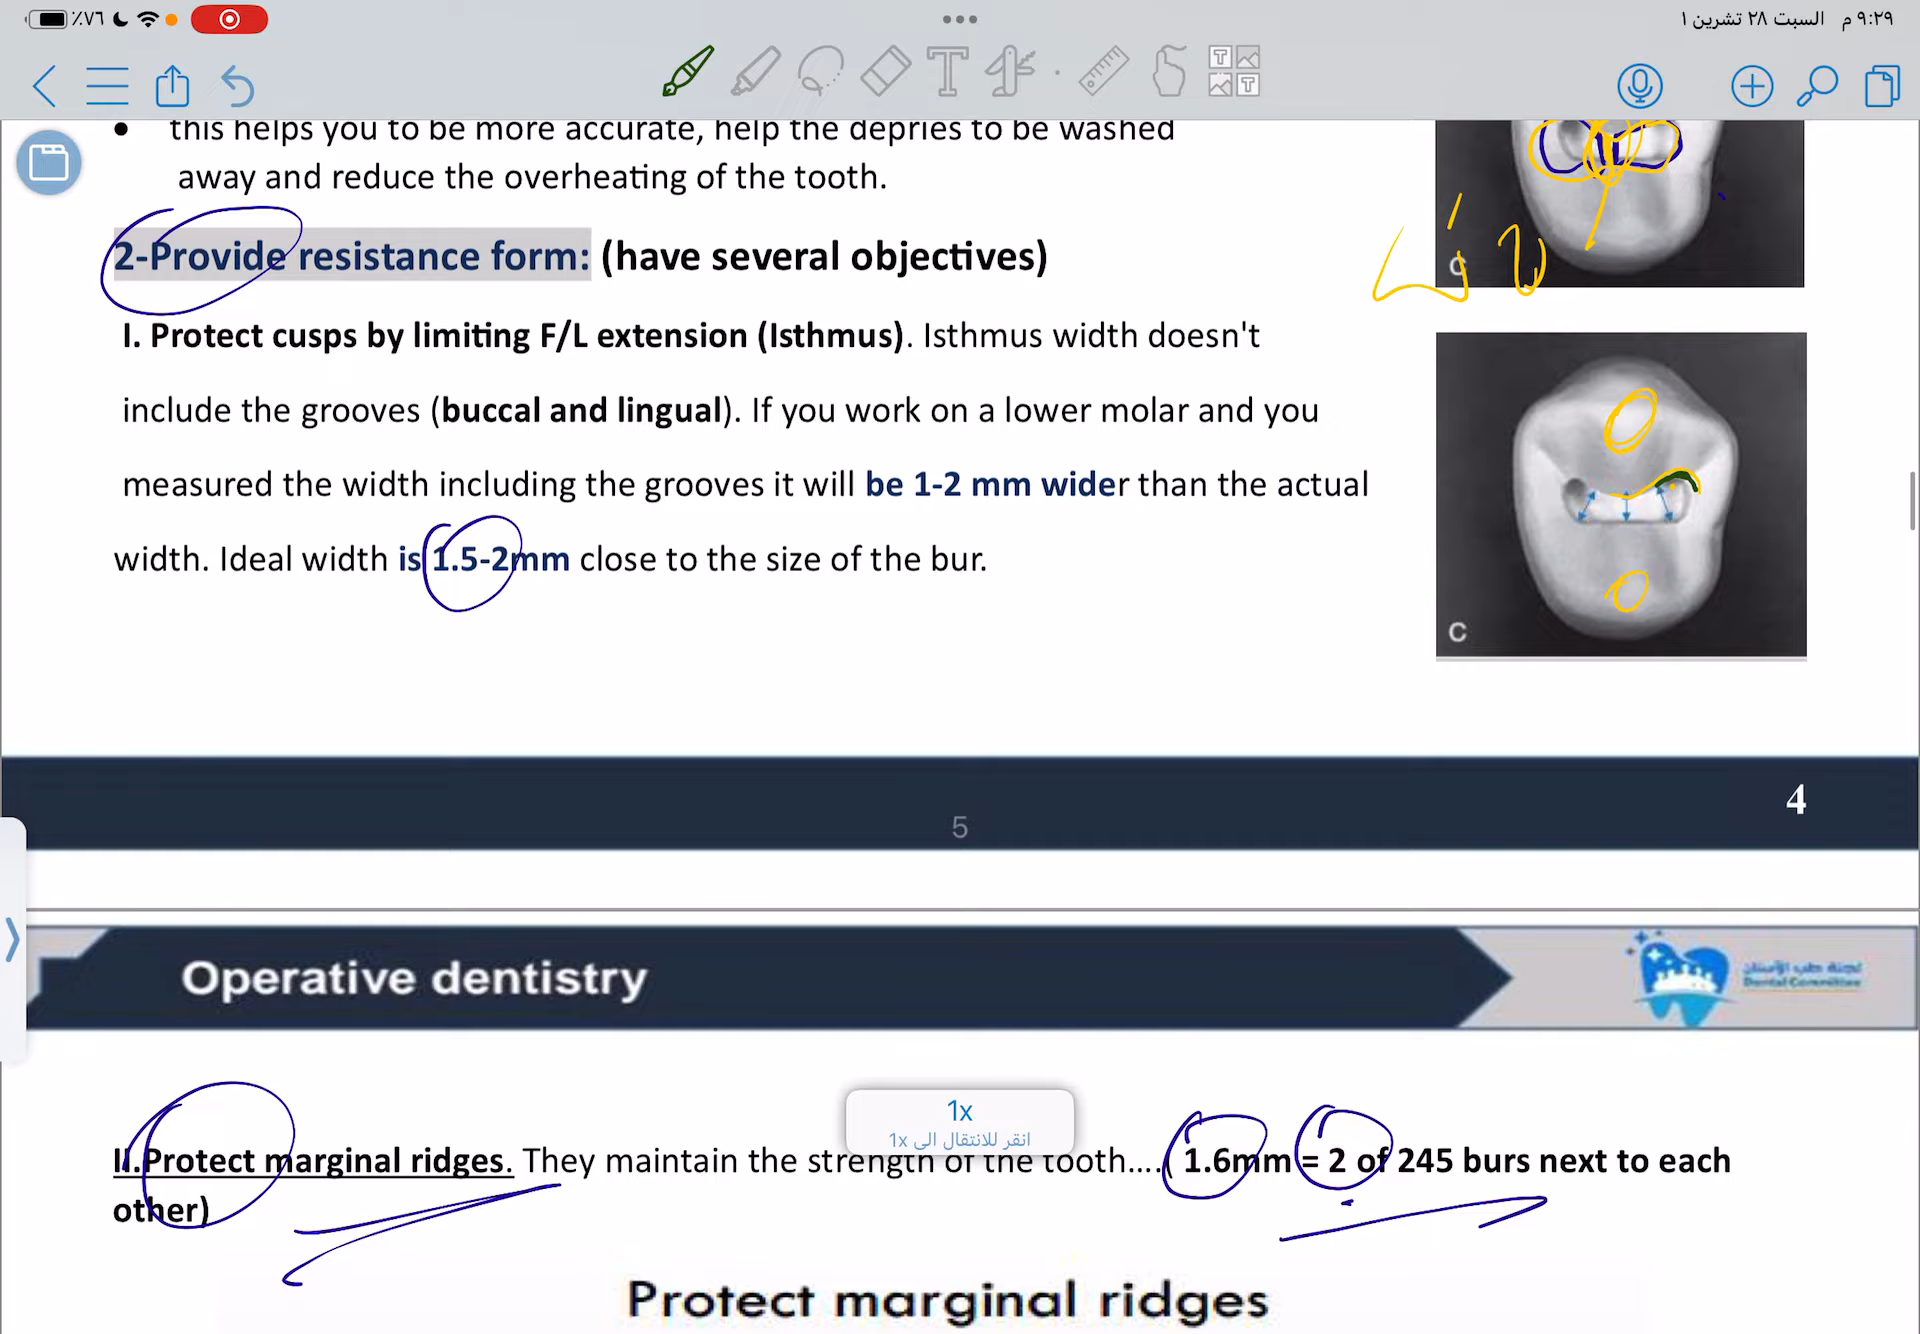 ٪٧٦
٩:٢٩ م السبت ٢٨ تشرين ١
• this helps you to be more accurate, help the depries to be washed
away and reduce the overheating of the tooth.
2-Provide resistance form: (have several objectives)
I. Protect cusps by limiting F/L extension (Isthmus). Isthmus width doesn't
include the grooves (buccal and lingual). If you work on a lower molar and you
measured the width including the grooves it will be 1-2 mm wider than the actual
width. Ideal width is 1.5-2mm close to the size of the bur.
C
C
4
5
Operative dentistry
لجنة طب الأسنان
Dental Committee
1x
انقر للانتقال الى 1x
II.Protect marginal ridges. They maintain the strength of the tooth....( 1.6mm = 2 of 245 burs next to each
other)
Protect marginal ridges